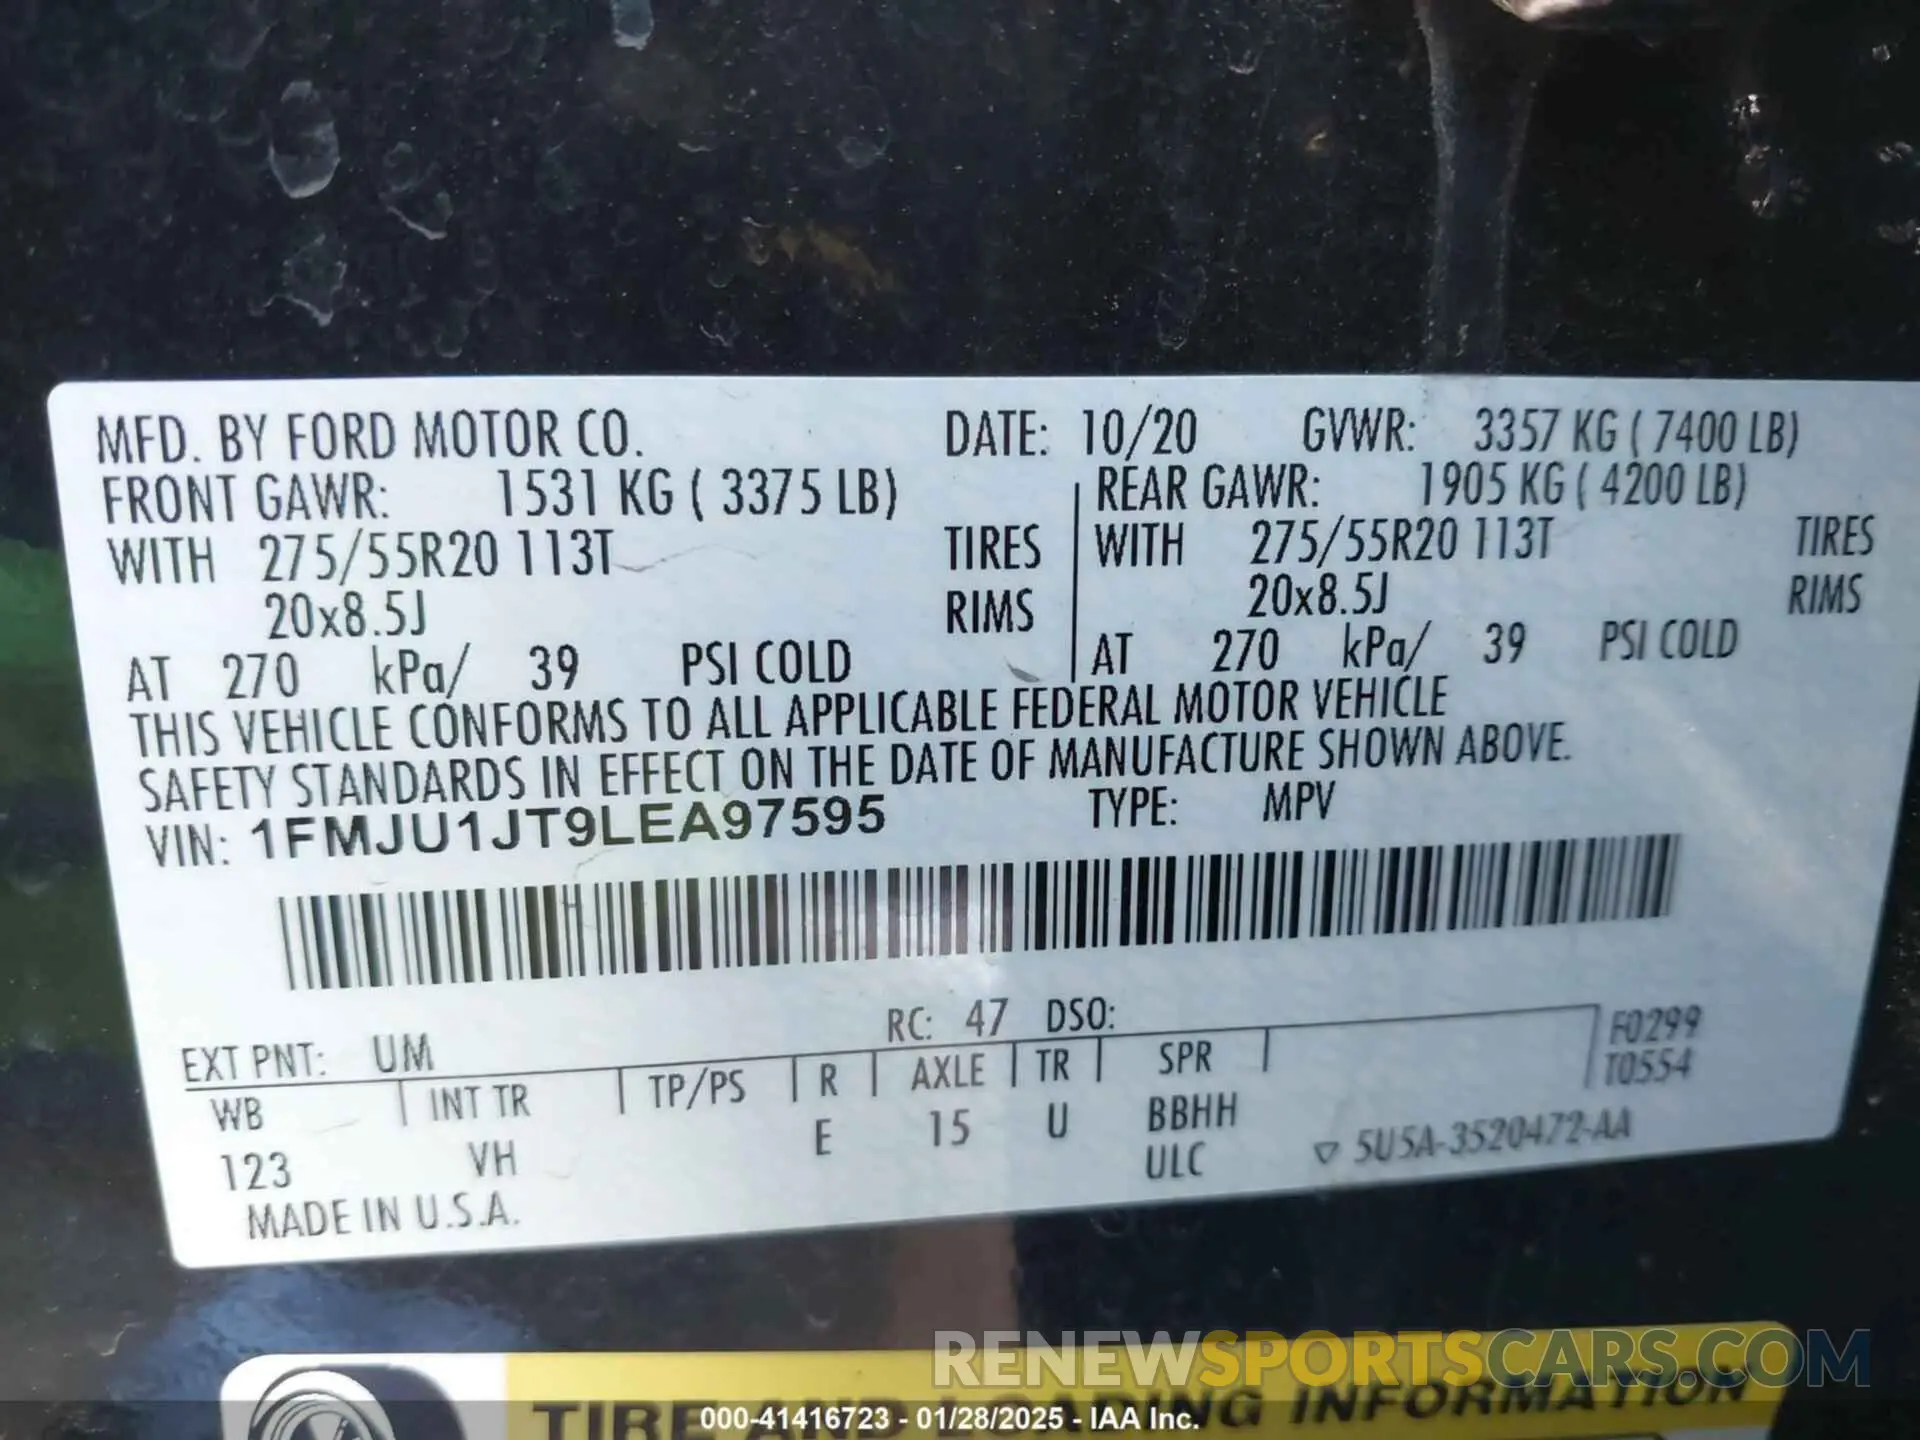 MFD. BY FORD MOTOR CO. DATE: 10/20 GVWR: 3357 KG ( 7400 LB)
FRONT GAWR: 1531 KG ( 3375 LB) REAR GAWR: 1905 KG ( 4200 LB)
WITH 275/55R20 113T TIRES WITH 275/55R20 113T TIRES
20x8.5J RIMS 20x8.5J RIMS
AT 270 kPa/ 39 PSI COLD AT 270 kPa/ 39 PSI COLD
THIS VEHICLE CONFORMS TO ALL APPLICABLE FEDERAL MOTOR VEHICLE
SAFETY STANDARDS IN EFFECT ON THE DATE OF MANUFACTURE SHOWN ABOVE.
VIN: 1FMJU1JT9LEA97595 TYPE: MPV
EXT PNT: UM RC: 47 DSO: F0299
WB INT TR TP/PS R AXLE TR SPR T0554
123 VH E 15 U BBHH
ULC 5U5A-3520472-AA
MADE IN U.S.A.
RENEWSPORTSCARS.COM
TIRE AND LOADING INFORMATION
000-41416723 - 01/28/2025 - IAA Inc.